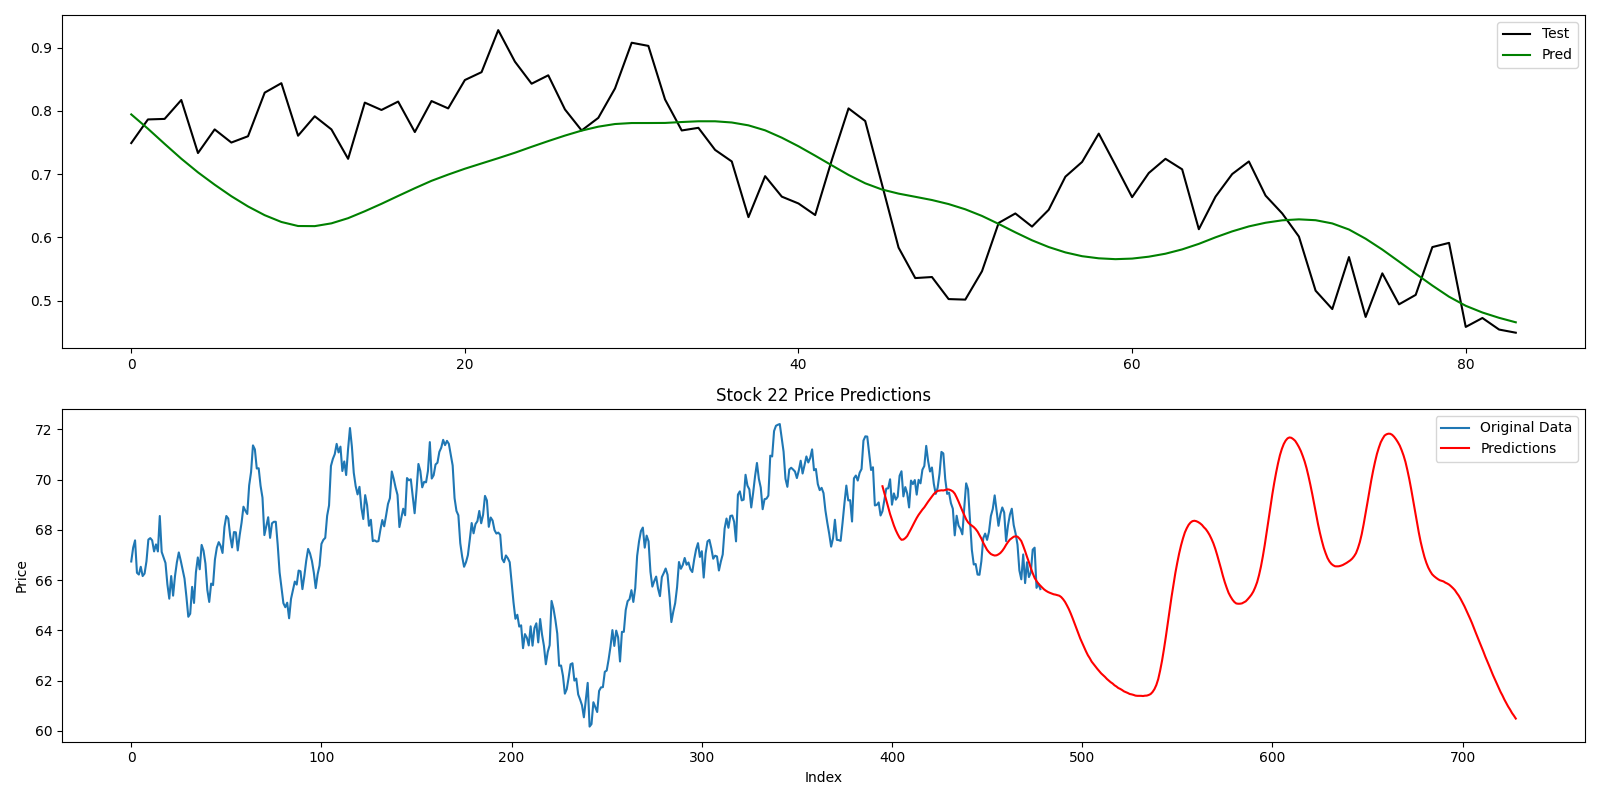 0.9
0.8
0.7
0.6
0.5
Test
Pred
0 20 40 60 80
Stock 22 Price Predictions
72
70
68
66
64
62
60
Price
Original Data
Predictions
0 100 200 300 400 500 600 700
Index